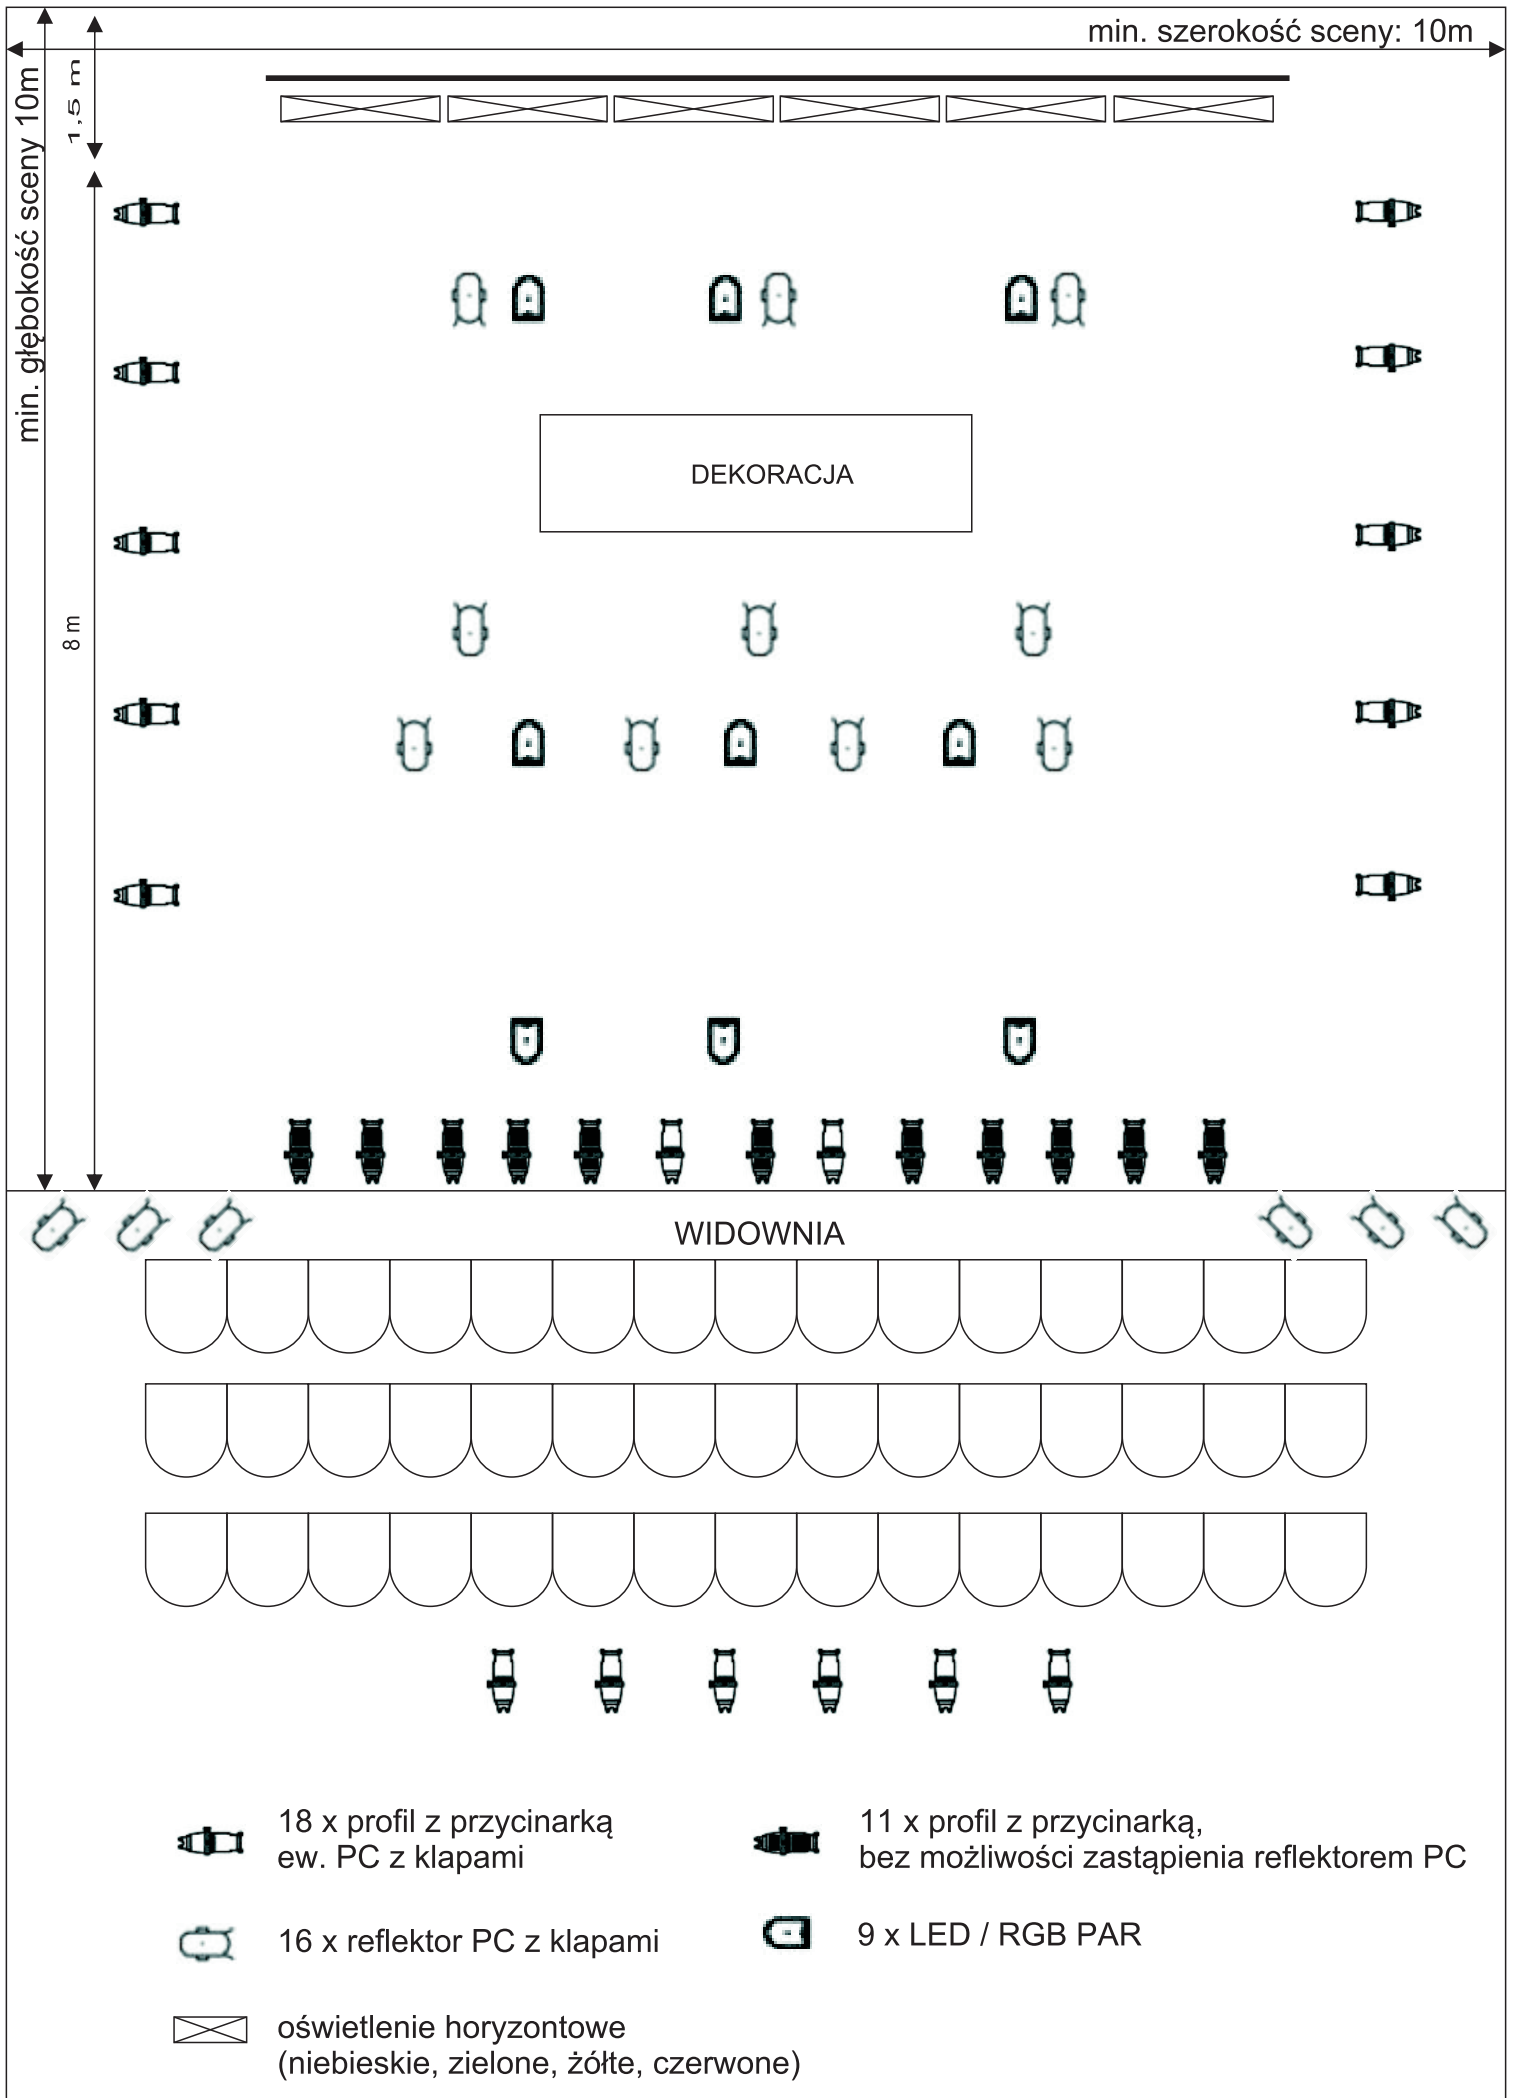 min. szerokość sceny: 10m
min. głębokość sceny 10m
1,5 m
DEKORACJA
8 m
WIDOWNIA
18 x profil z przycinarką
ew. PC z klapami
11 x profil z przycinarką,
bez możliwości zastąpienia reflektorem PC
16 x reflektor PC z klapami
9 x LED / RGB PAR
oświetlenie horyzontowe
(niebieskie, zielone, żółte, czerwone)